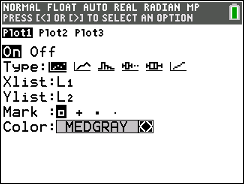 NORMAL FLOAT AUTO REAL RADIAN MP
PRESS [<] OR [>] TO SELECT AN OPTION
Plot1 Plot2 Plot3
On Off
Type:
Xlist:L1
Ylist:L2
Mark : + · ·
Color: MEDGRAY